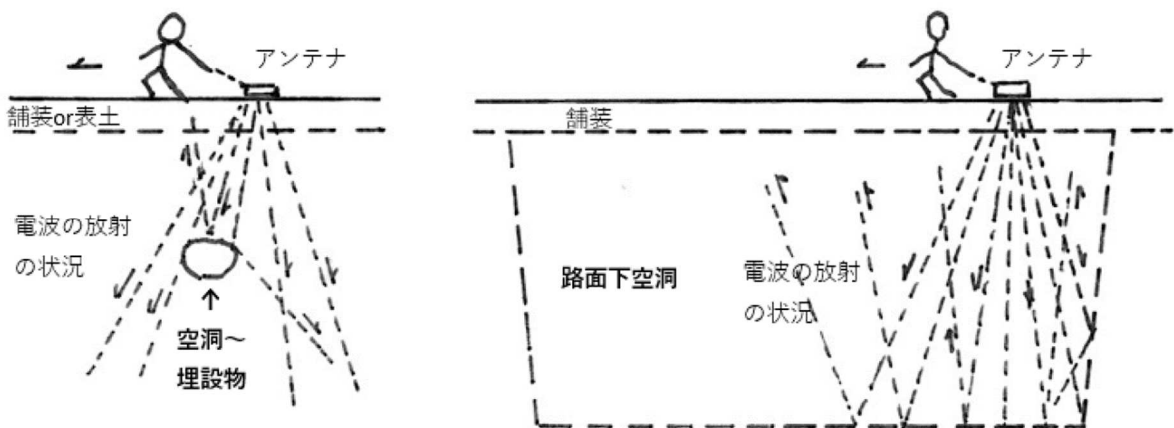 アンテナ
舗装or表土
電波の放射
の状況
↑
空洞～
埋設物
アンテナ
舗装
路面下空洞
電波の放射
の状況